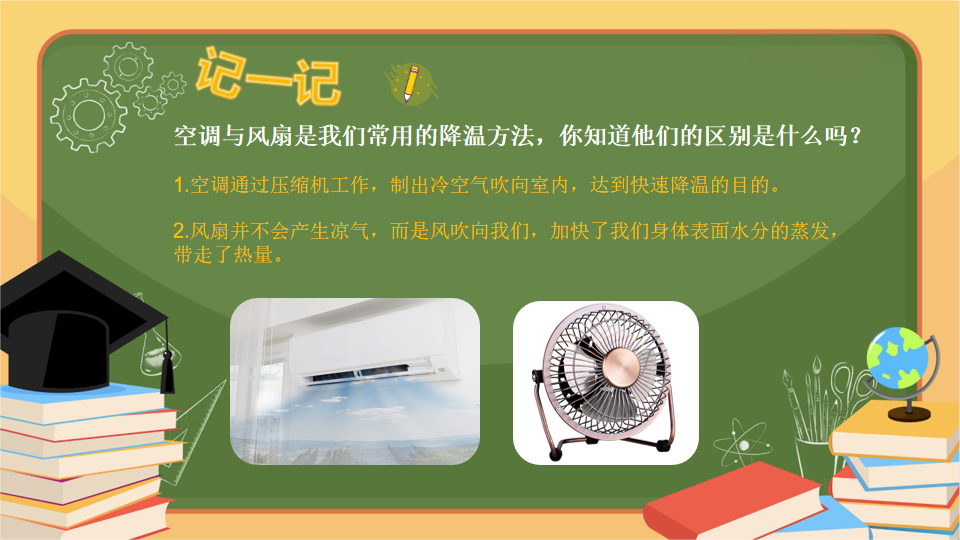 记一记
空调与风扇是我们常用的降温方法，你知道他们的区别是什么吗？
1.空调通过压缩机工作，制出冷空气吹向室内，达到快速降温的目的。
2.风扇并不会产生凉气，而是风吹向我们，加快了我们身体表面水分的蒸发，
带走了热量。